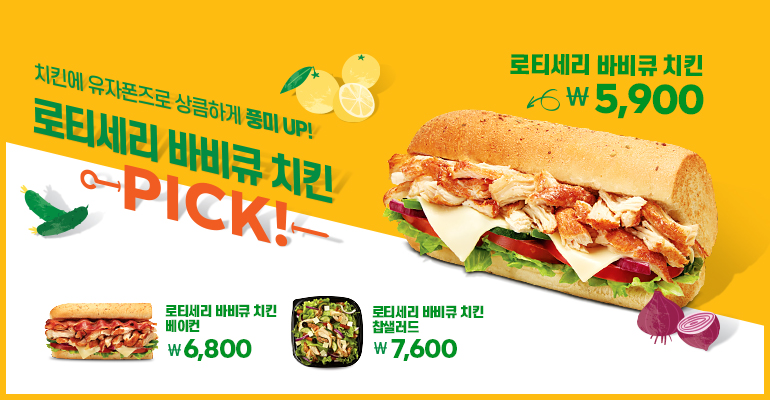 치킨에 유자폰즈로 상큼하게 풍미 UP!
로티세리 바비큐 치킨
PICK!
로티세리 바비큐 치킨
₩ 5,900
로티세리 바비큐 치킨
베이컨
₩ 6,800
로티세리 바비큐 치킨
찹샐러드
₩ 7,600